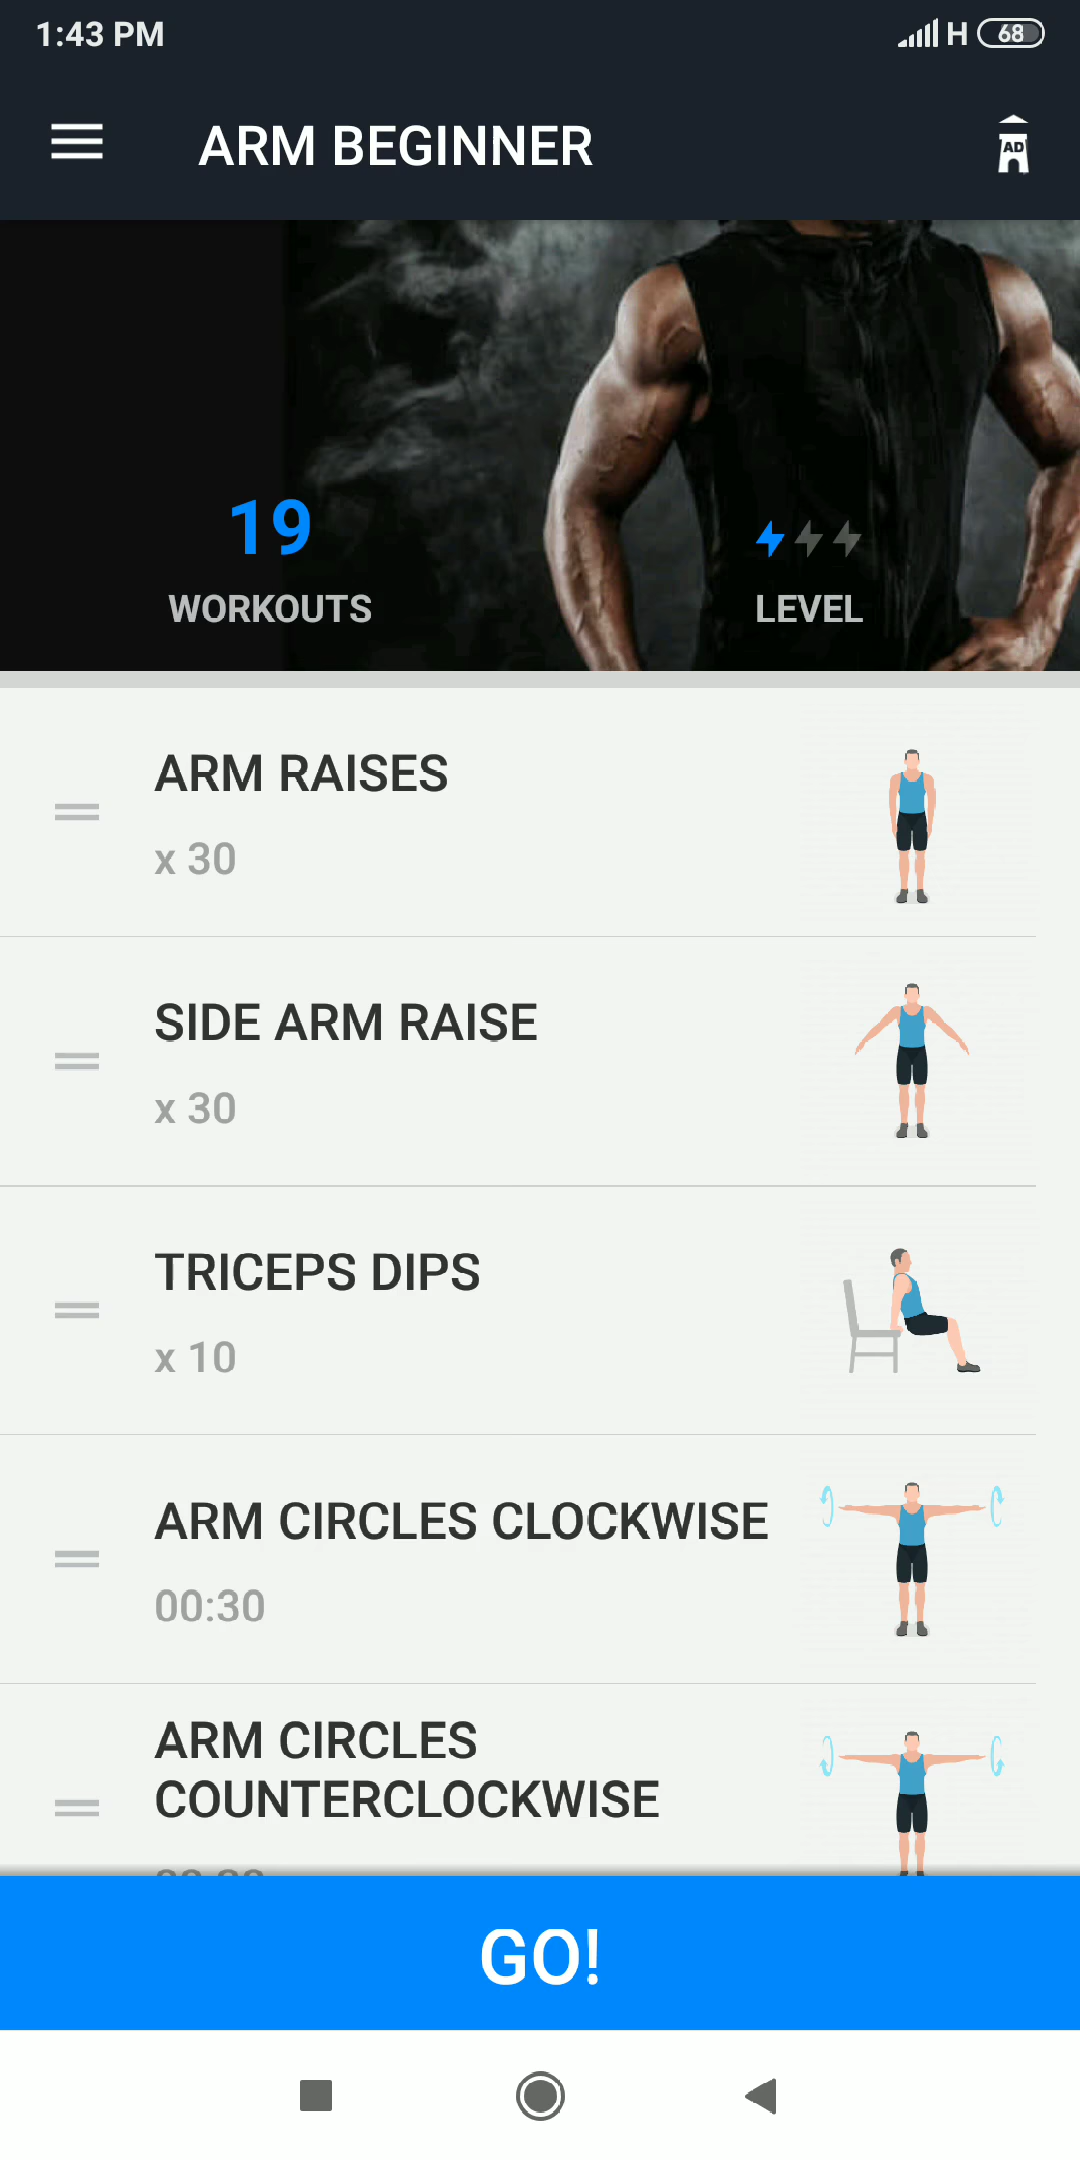 1:43 PM
H 68
ARM BEGINNER
AD
19
WORKOUTS
LEVEL
ARM RAISES
x 30
SIDE ARM RAISE
x 30
TRICEPS DIPS
x 10
ARM CIRCLES CLOCKWISE
00:30
ARM CIRCLES
COUNTERCLOCKWISE
GO!